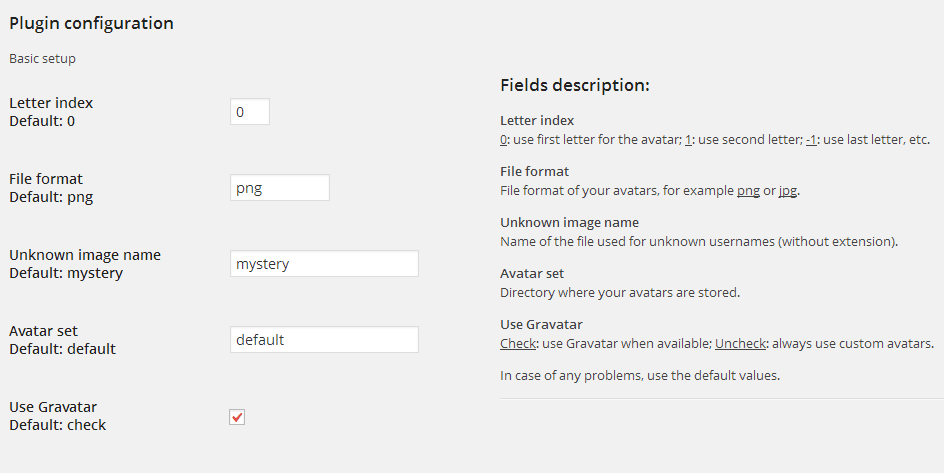 Plugin configuration
Basic setup
Letter index
Default: 0
0
File format
Default: png
png
Unknown image name
Default: mystery
mystery
Avatar set
Default: default
default
Use Gravatar
Default: check
Fields description:
Letter index
0: use first letter for the avatar; 1: use second letter; -1: use last letter, etc.
File format
File format of your avatars, for example png or jpg.
Unknown image name
Name of the file used for unknown usernames (without extension).
Avatar set
Directory where your avatars are stored.
Use Gravatar
Check: use Gravatar when available; Uncheck: always use custom avatars.
In case of any problems, use the default values.